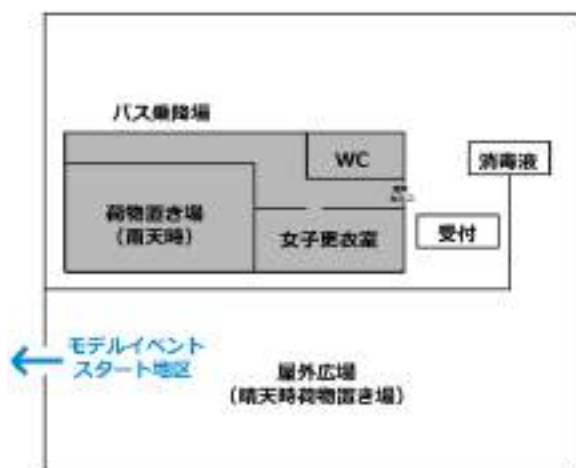 バス乗降場
WC
消毒液
荷物置き場
（雨天時）
女子更衣室
受付
モデルイベント
スタート地区
屋外広場
（晴天時荷物置き場）